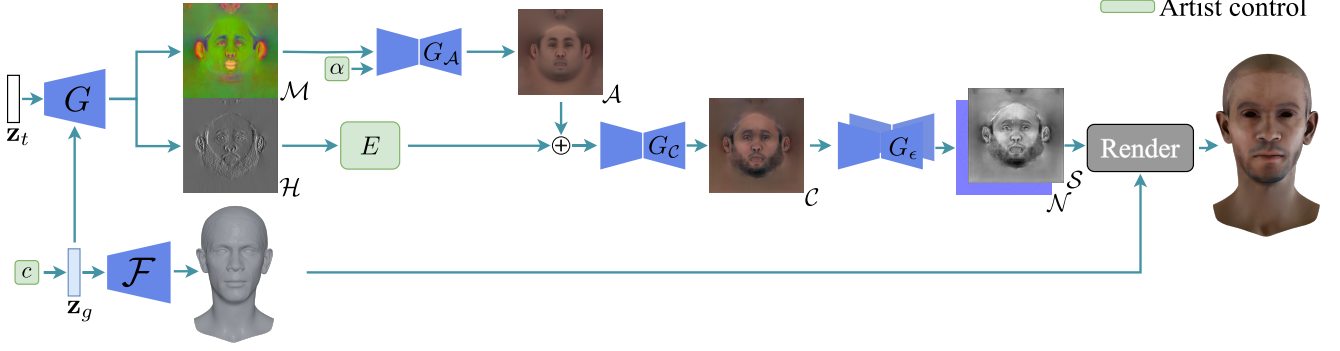 Artist control
G
z_t
M
H
α
G_A
A
E
+
G_C
C
G_ϵ
S
N
Render
c
z_g
F